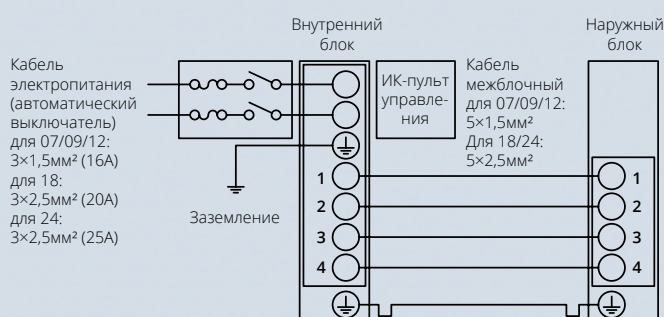 Внутренний
блок
Наружный
блок
Кабель
электропитания
(автоматический
выключатель)
для 07/09/12:
3×1,5мм² (16А)
для 18:
3×2,5мм² (20А)
для 24:
3×2,5мм² (25А)
Заземление
ИК-пульт
управле-
ния
Кабель
межблочный
для 07/09/12:
5×1,5мм²
Для 18/24:
5×2,5мм²
1
2
3
4
1
2
3
4